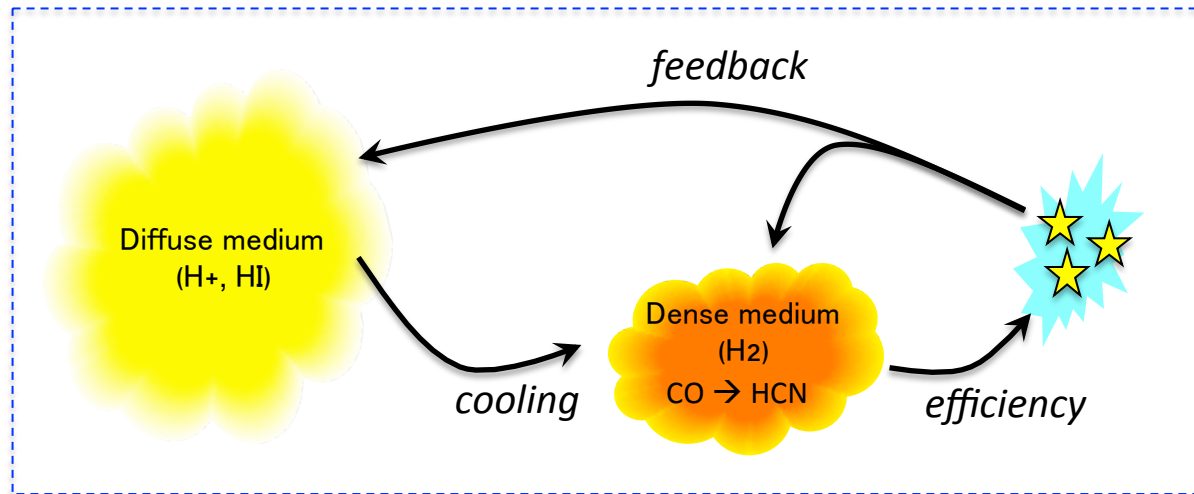 feedback
Diffuse medium
(H+, HI)
Dense medium
(H2)
CO → HCN
cooling
efficiency